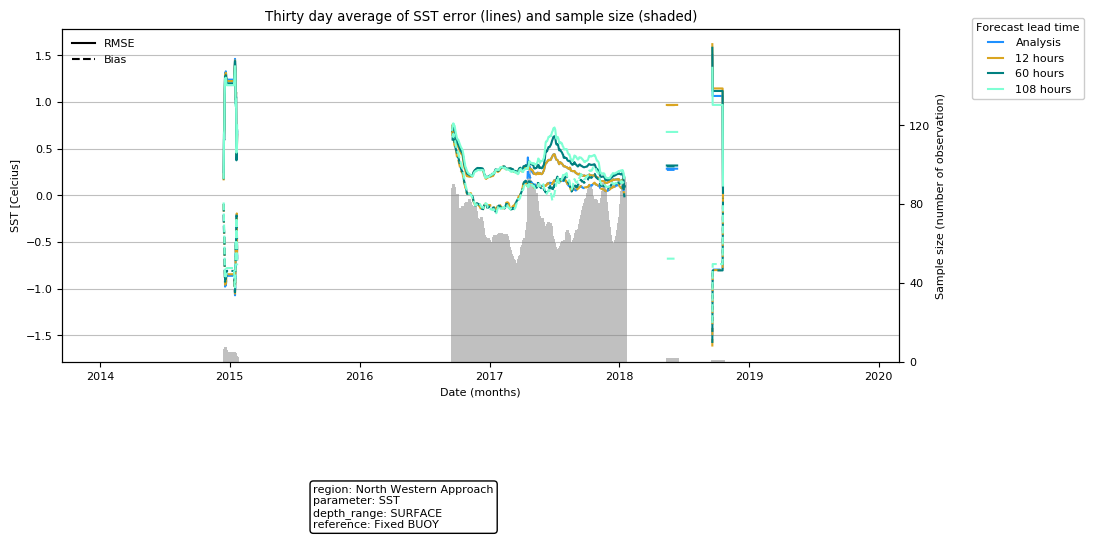 Thirty day average of SST error (lines) and sample size (shaded)
Forecast lead time
Analysis
12 hours
60 hours
108 hours
RMSE
Bias
SST [Celcius]
1.5
1.0
0.5
0.0
−0.5
−1.0
−1.5
Sample size (number of observation)
120
80
40
0
2014
2015
2016
2017
2018
2019
2020
Date (months)
region: North Western Approach
parameter: SST
depth_range: SURFACE
reference: Fixed BUOY